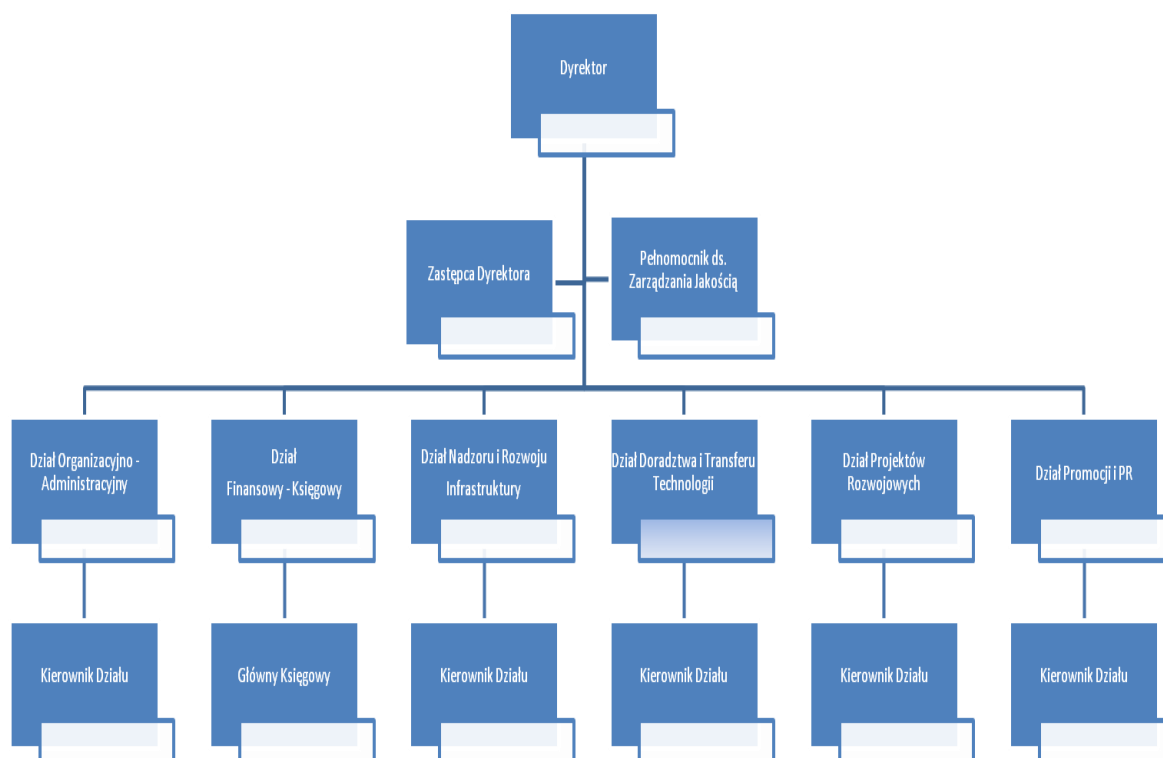 Dyrektor
Zastępca Dyrektora
Pełnomocnik ds.
Zarządzania Jakością
Dział Organizacyjno -
Administracyjny
Dział
Finansowy - Księgowy
Dział Nadzoru i Rozwoju
Infrastruktury
Dział Doradztwa i Transferu
Technologii
Dział Projektów
Rozwojowych
Dział Promocji i PR
Kierownik Działu
Główny Księgowy
Kierownik Działu
Kierownik Działu
Kierownik Działu
Kierownik Działu